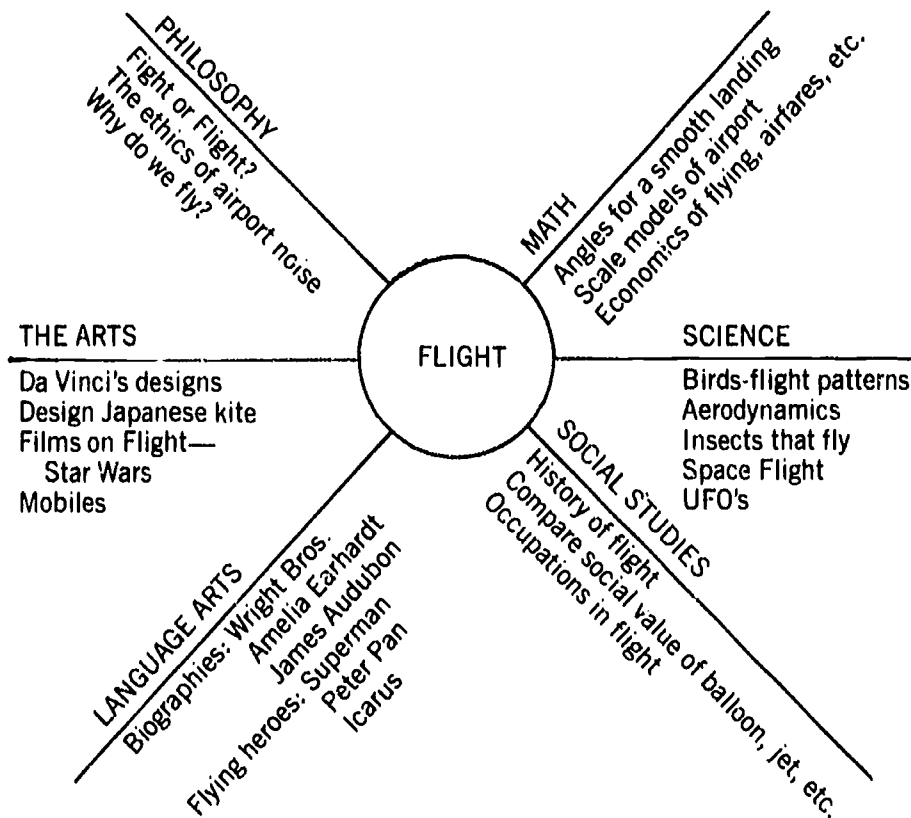 PHILOSOPHY
Fight or Flight?
The ethics of airport noise
Why do we fly?
MATH
Angles for a smooth landing
Scale models of airport
Economics of flying, airfares, etc.
THE ARTS
Da Vinci's designs
Design Japanese kite
Films on Flight—
Star Wars
Mobiles
FLIGHT
SCIENCE
Birds-flight patterns
Aerodynamics
Insects that fly
Space Flight
UFO's
LANGUAGE ARTS
Biographies: Wright Bros.
Amelia Earhardt
James Audubon
Flying heroes: Superman
Peter Pan
Icarus
SOCIAL STUDIES
History of flight
Compare social value of balloon, jet, etc.
Occupations in flight